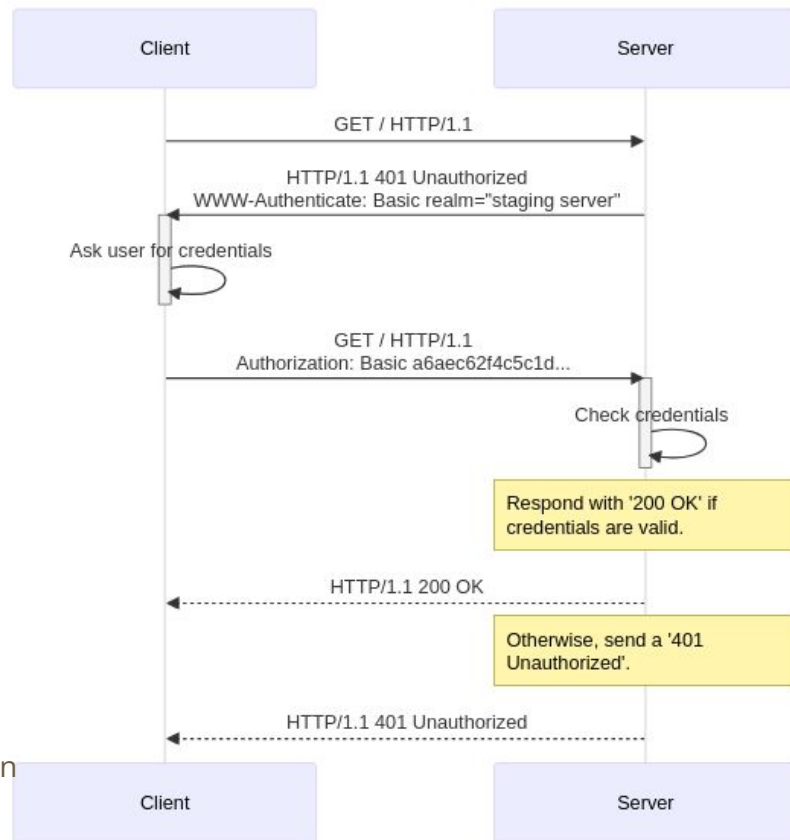 Client
Server
GET / HTTP/1.1
HTTP/1.1 401 Unauthorized
WWW-Authenticate: Basic realm="staging server"
Ask user for credentials
GET / HTTP/1.1
Authorization: Basic a6aec62f4c5c1d...
Check credentials
Respond with '200 OK' if
credentials are valid.
HTTP/1.1 200 OK
Otherwise, send a '401
Unauthorized'.
HTTP/1.1 401 Unauthorized
n
Client
Server